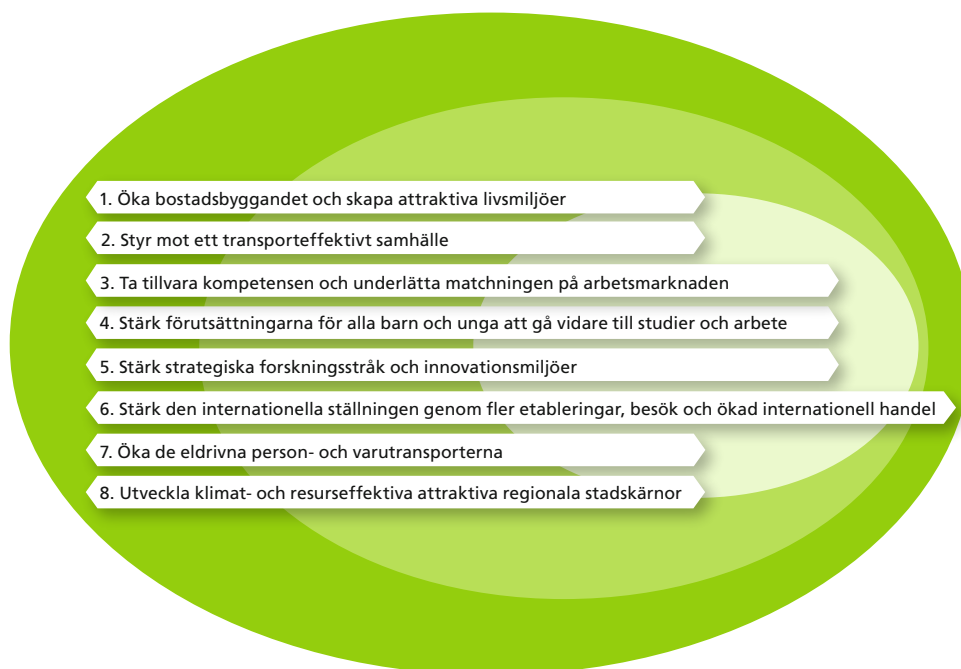 1. Öka bostadsbyggandet och skapa attraktiva livsmiljöer
2. Styr mot ett transporteffektivt samhälle
3. Ta tillvara kompetensen och underlätta matchningen på arbetsmarknaden
4. Stärk förutsättningarna för alla barn och unga att gå vidare till studier och arbete
5. Stärk strategiska forskningsstråk och innovationsmiljöer
6. Stärk den internationella ställningen genom fler etableringar, besök och ökad internationell handel
7. Öka de eldrivna person- och varutransporterna
8. Utveckla klimat- och resurseffektiva attraktiva regionala stadskärnor